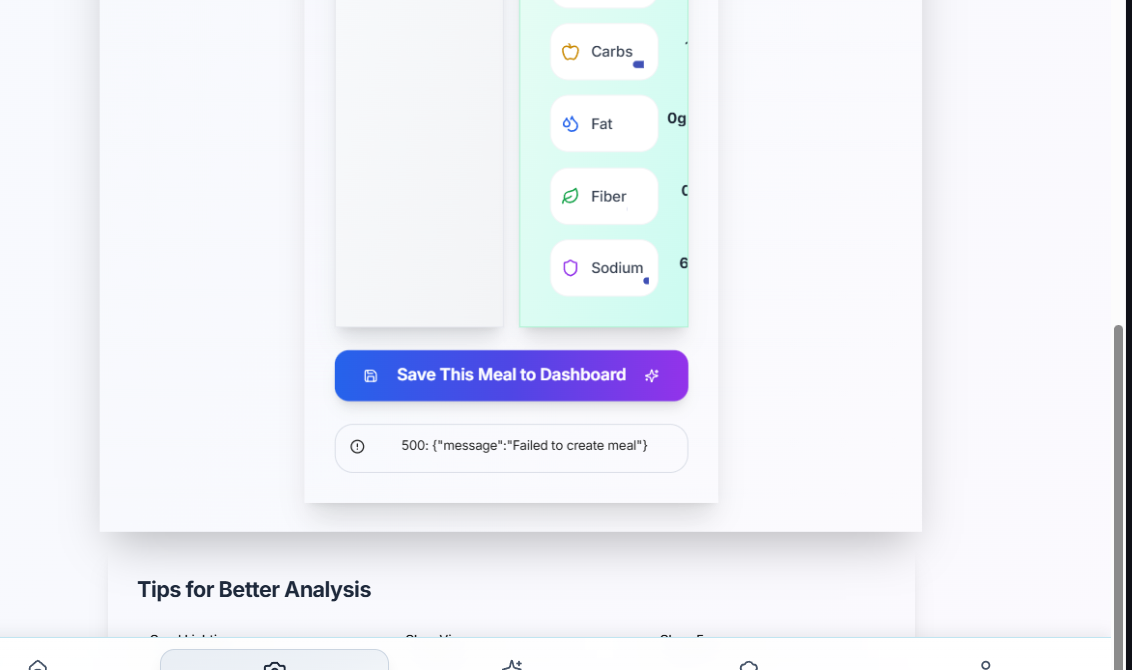 Carbs
Fat
0g
Fiber
Sodium
6
Save This Meal to Dashboard
500: {"message":"Failed to create meal"}
Tips for Better Analysis